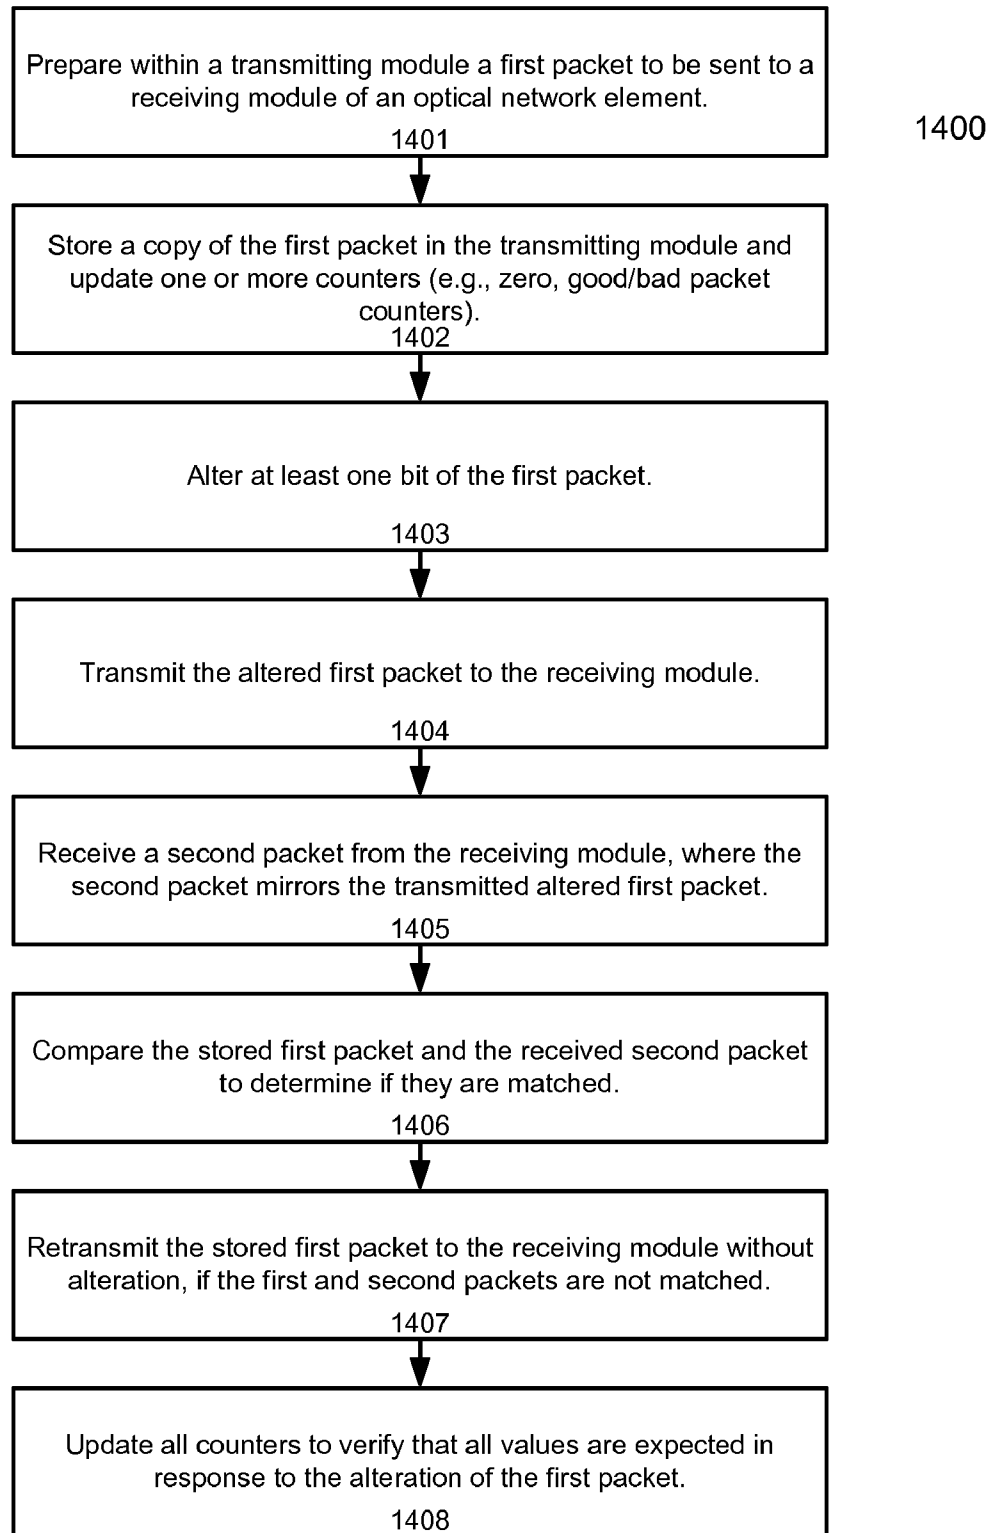 Prepare within a transmitting module a first packet to be sent to a
receiving module of an optical network element.
1401
1400
Store a copy of the first packet in the transmitting module and
update one or more counters (e.g., zero, good/bad packet
counters).
1402
Alter at least one bit of the first packet.
1403
Transmit the altered first packet to the receiving module.
1404
Receive a second packet from the receiving module, where the
second packet mirrors the transmitted altered first packet.
1405
Compare the stored first packet and the received second packet
to determine if they are matched.
1406
Retransmit the stored first packet to the receiving module without
alteration, if the first and second packets are not matched.
1407
Update all counters to verify that all values are expected in
response to the alteration of the first packet.
1408